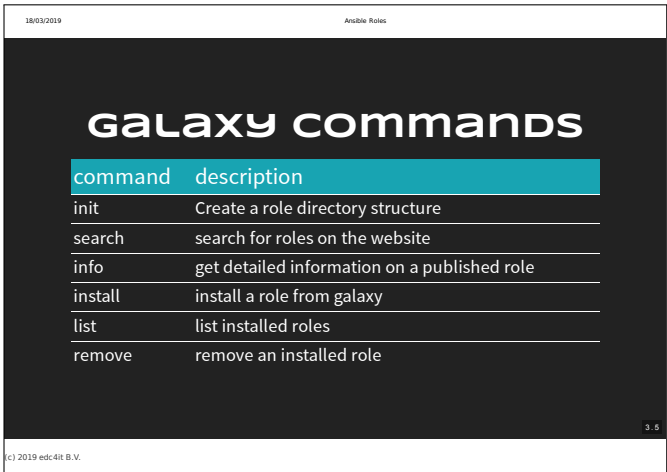 18/03/2019 Ansible Roles
Galaxy Commands
command description
init Create a role directory structure
search search for roles on the website
info get detailed information on a published role
install install a role from galaxy
list list installed roles
remove remove an installed role
3.5
(c) 2019 edc4it B.V.